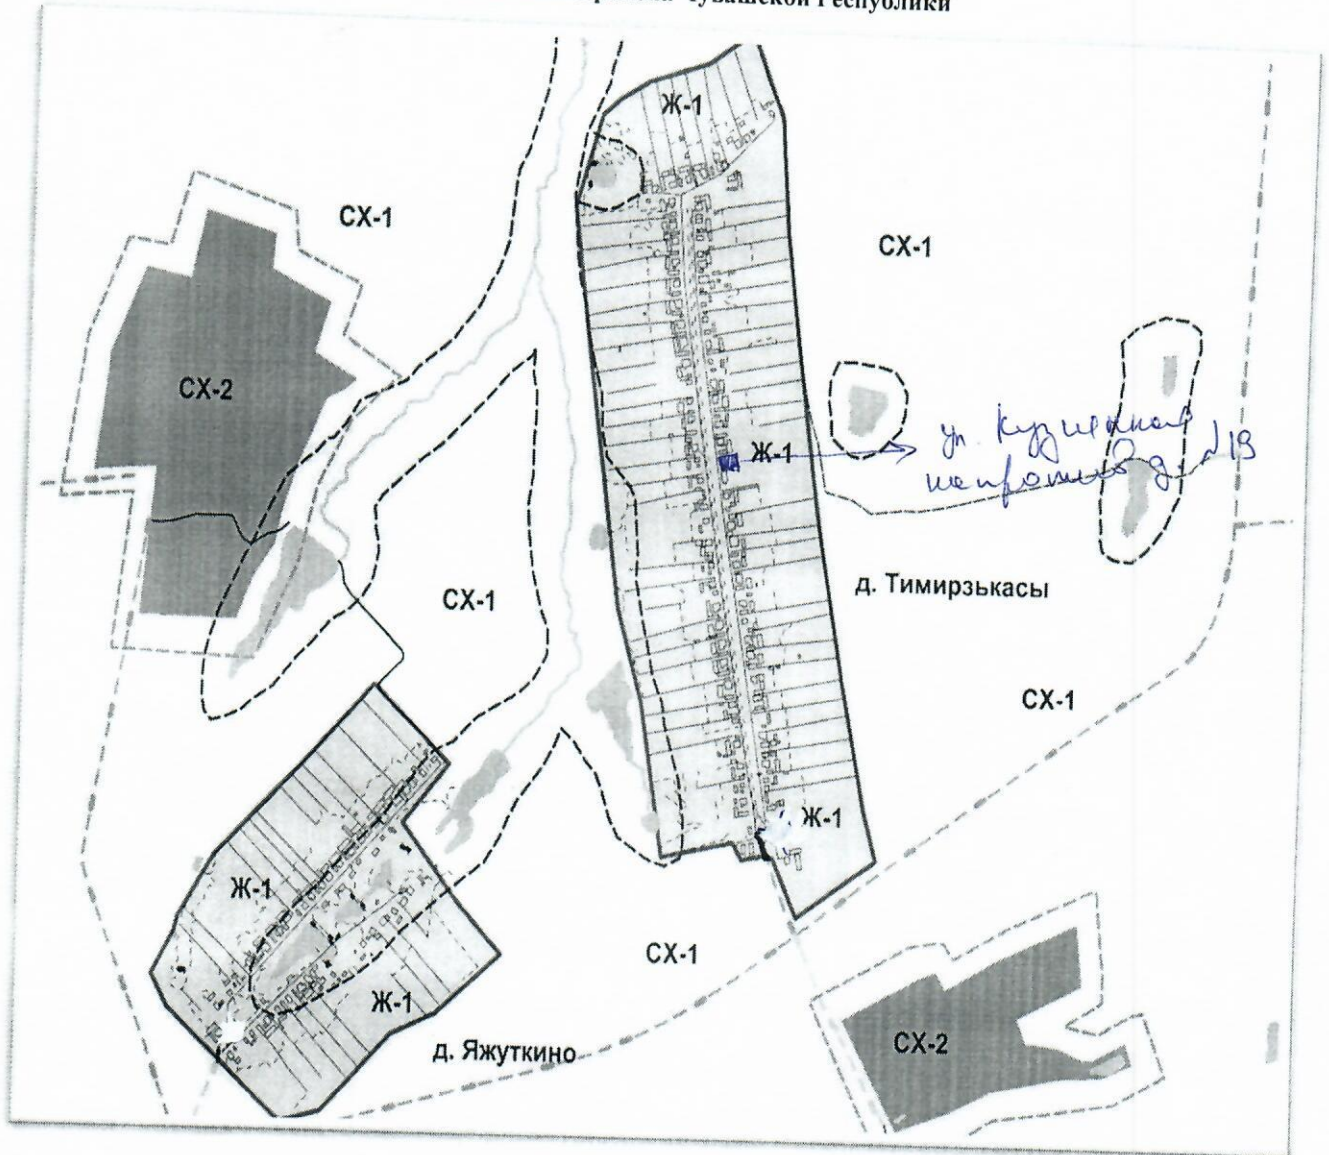 Чувашской Республики
Ж-1
СХ-1
СХ-1
СХ-2
Ж-1
ул.
напротив д. 19
СХ-1
д. Тимирзькасы
СХ-1
Ж-1
Ж-1
СХ-1
Ж-1
СХ-2
д. Яжуткино